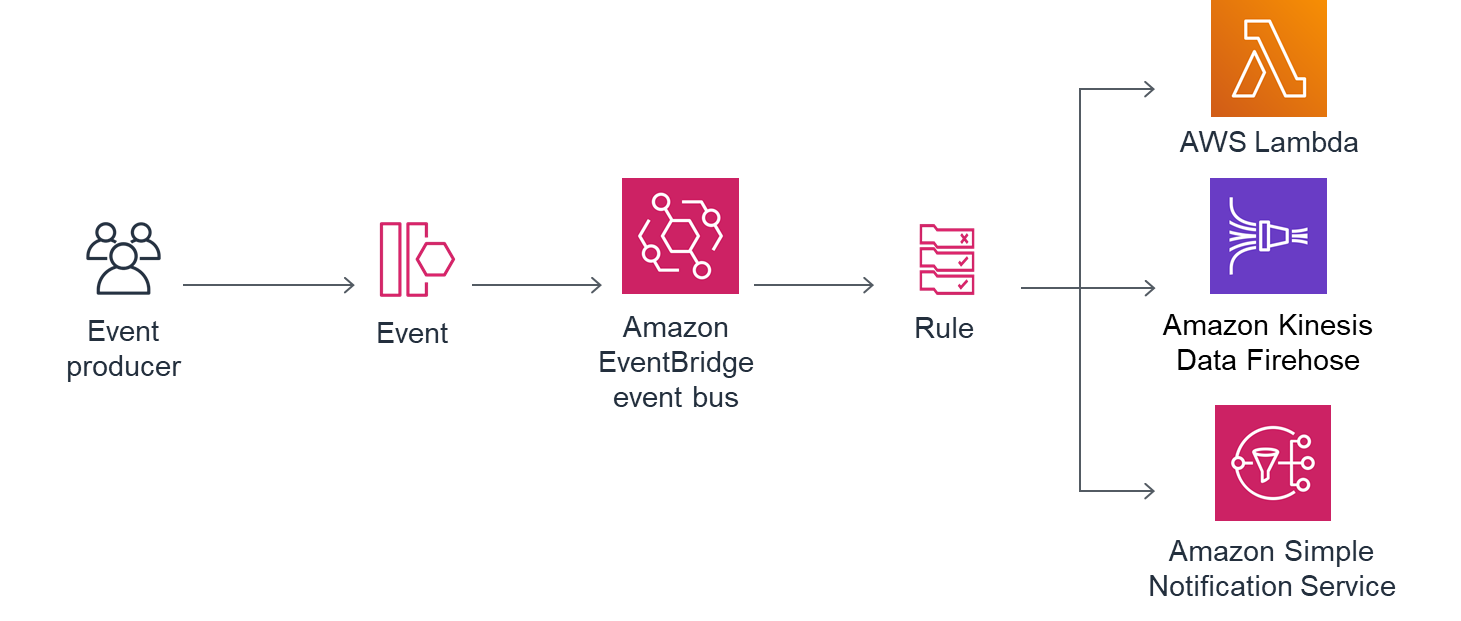 Event
producer
Event
Amazon
EventBridge
event bus
Rule
AWS Lambda
Amazon Kinesis
Data Firehose
Amazon Simple
Notification Service